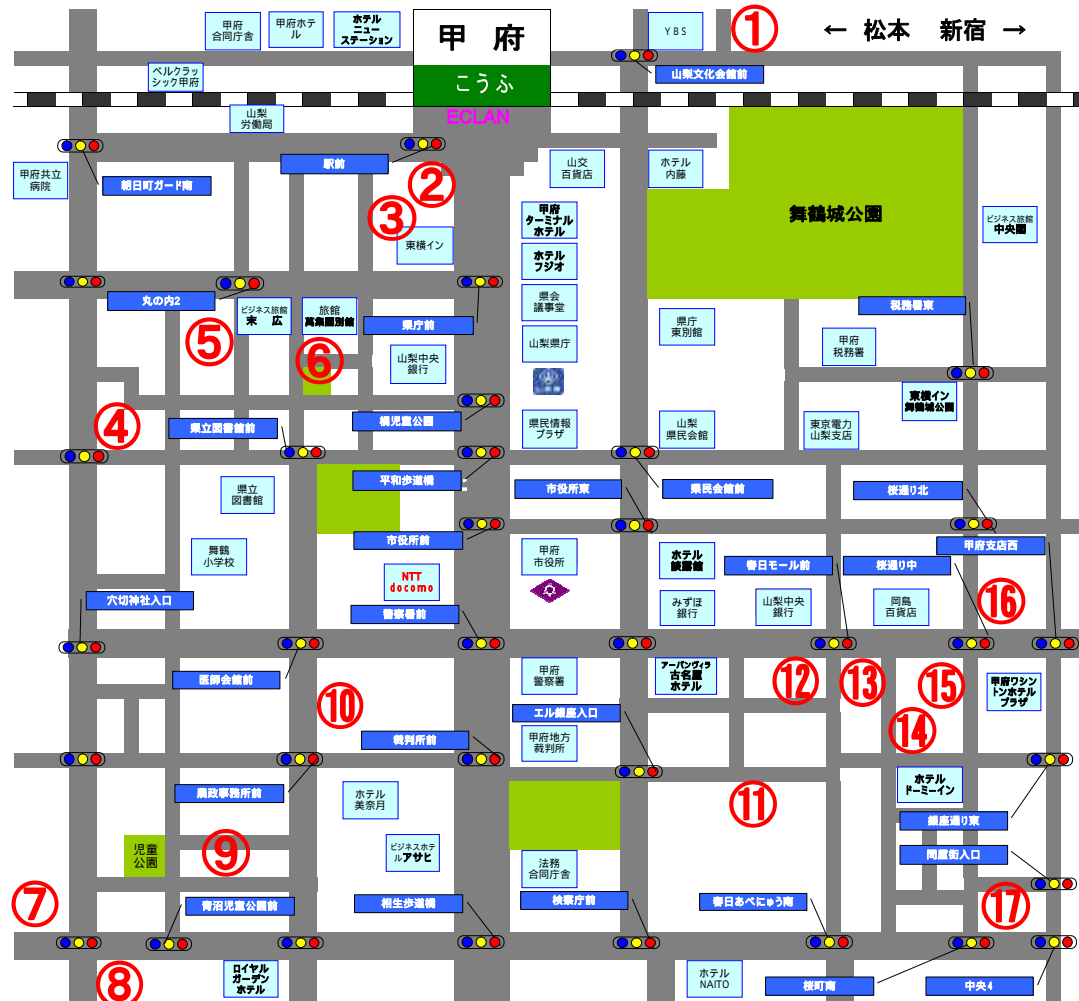 甲府
合同庁舎
甲府ホテ
ル
ホテル
ニュー
ステーション
甲 府
こうふ
ECLAN
YBS
①
← 松本 新宿 →
山梨文化会館前
ベルクラッ
シック甲府
山梨
労働局
駅前
②
甲府共立
病院
朝日町ガード南
③
東横イン
山交
百貨店
ホテル
内藤
舞鶴城公園
ビジネス旅館
中央閣
甲府
ターミナル
ホテル
ホテル
フジオ
丸の内2
⑤
ビジネス旅館
末 広
旅館
萬集閣別館
⑥
県庁前
県会
議事堂
山梨県庁
県庁
東別館
税務署東
甲府
税務署
山梨中央
銀行
④
県立図書館前
橘児童公園
県民情報
プラザ
山梨
県民会館
東京電力
山梨支店
東横イン
舞鶴城公園
平和歩道橋
市役所東
県民会館前
桜通り北
県立
図書館
舞鶴
小学校
市役所前
NTT
docomo
甲府
市役所
ホテル
談露館
春日モール前
桜通り中
甲府支店西
穴切神社入口
警察署前
みずほ
銀行
山梨中央
銀行
岡島
百貨店
⑯
医師会館前
⑩
甲府
警察署
アーバンヴィラ
古名屋
ホテル
⑫
⑬
⑮
甲府ワシン
トンホテル
プラザ
エル銀座入口
裁判所前
甲府地方
裁判所
⑭
農政事務所前
ホテル
美奈月
⑪
ホテル
ドーミーイン
銀座通り東
児童
公園
⑨
ビジネスホテ
ルアサヒ
法務
合同庁舎
問屋街入口
⑦
青沼児童公園前
相生歩道橋
検察庁前
春日あべにゅう南
⑰
⑧
ロイヤル
ガーデン
ホテル
ホテル
NAITO
桜町南
中央4